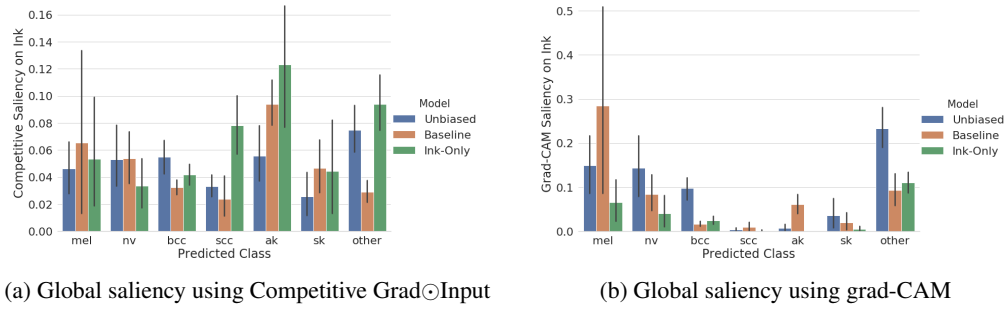 Competitive Saliency on Ink
0.16
0.14
0.12
0.10
0.08
0.06
0.04
0.02
0.00
mel nv bcc scc ak sk other
Predicted Class
Model
Unbiased
Baseline
Ink-Only
(a) Global saliency using Competitive Grad⊙Input
Grad-CAM Saliency on Ink
0.5
0.4
0.3
0.2
0.1
0.0
mel nv bcc scc ak sk other
Predicted Class
Model
Unbiased
Baseline
Ink-Only
(b) Global saliency using grad-CAM